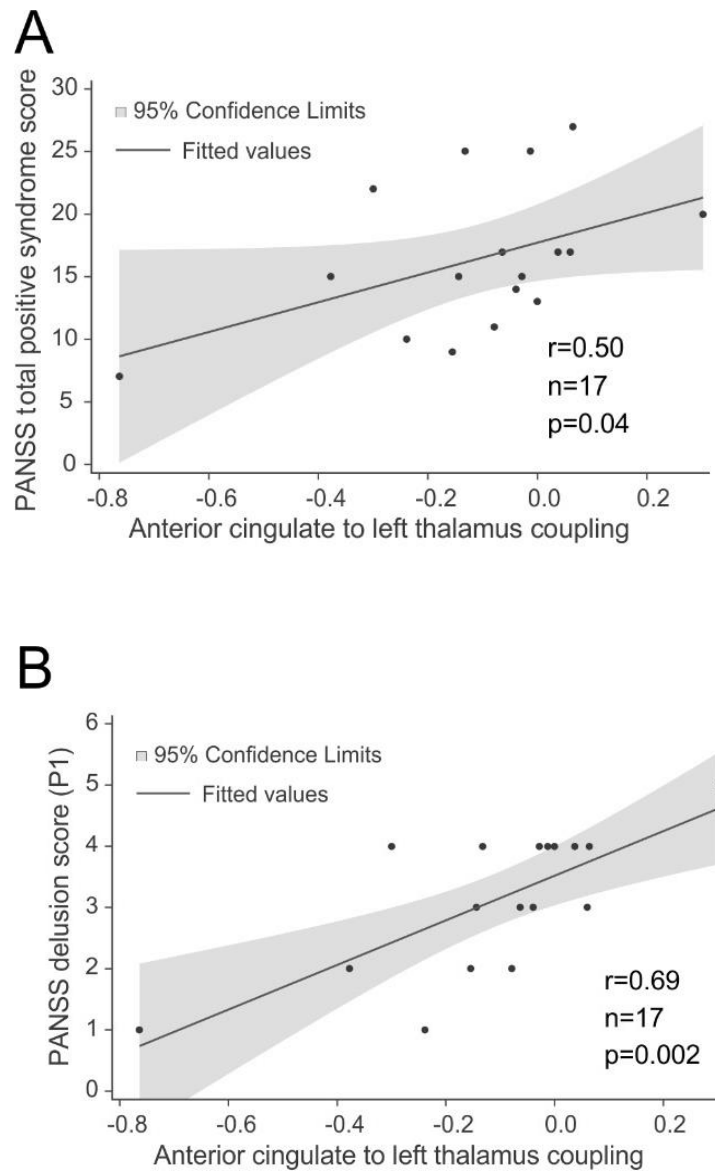 A
PANSS total positive syndrome score
30
25
20
15
10
5
0
95% Confidence Limits
Fitted values
r=0.50
n=17
p=0.04
-0.8 -0.6 -0.4 -0.2 0.0 0.2
Anterior cingulate to left thalamus coupling
B
PANSS delusion score (P1)
6
5
4
3
2
1
0
95% Confidence Limits
Fitted values
r=0.69
n=17
p=0.002
-0.8 -0.6 -0.4 -0.2 0.0 0.2
Anterior cingulate to left thalamus coupling